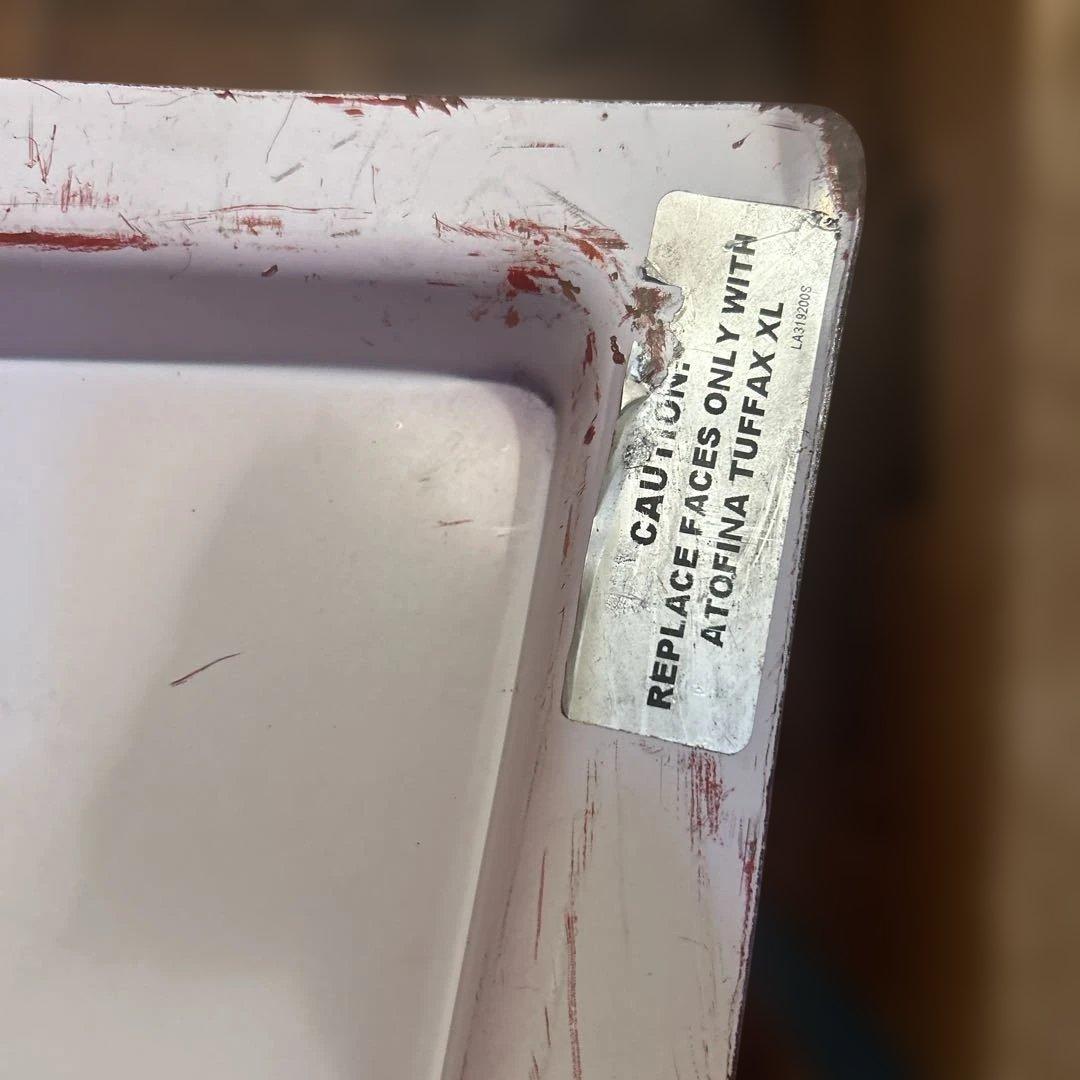 CAUTION:
REPLACE FACES ONLY WITH
ATOFINA TUFFAX XL
LA319200S